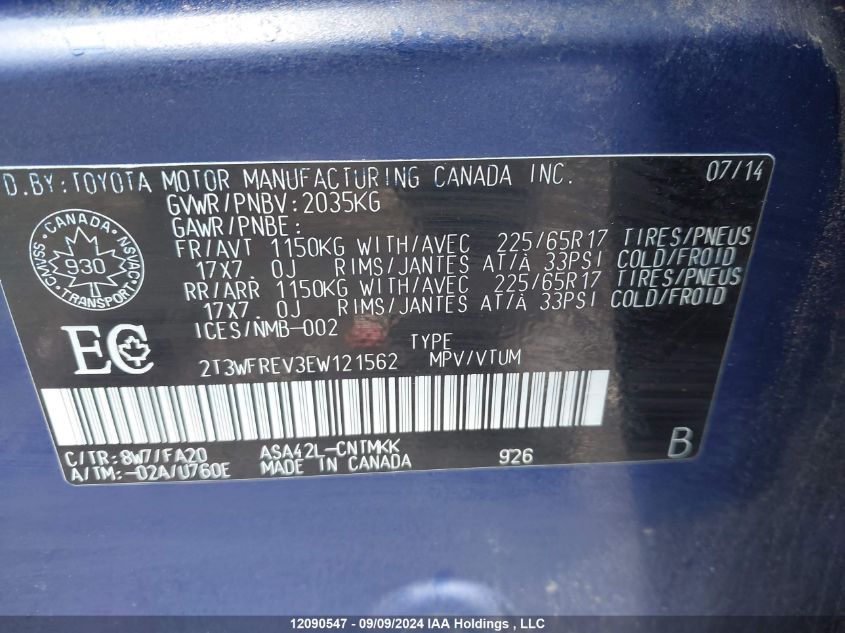 D.BY:TOYOTA MOTOR MANUFACTURING CANADA INC. 07/14
GVWR/PNBV:2035KG
GAWR/PNBE:
FR/AVT 1150KG WITH/AVEC 225/65R17 TIRES/PNEUS
17X7.0J RIMS/JANTES AT/À 33PSI COLD/FROID
RR/ARR 1150KG WITH/AVEC 225/65R17 TIRES/PNEUS
17X7.0J RIMS/JANTES AT/À 33PSI COLD/FROID
ICES/NMB-002
CANADA
CMVSS 930 NSVAC
TRANSPORT
EC
TYPE
2T3WFREV3EW121562 MPV/VTUM
C/TR:8W7/FA20 ASA42L-CNTMKK
A/TM:-02A/U760E MADE IN CANADA 926 B
12090547 - 09/09/2024 IAA Holdings , LLC